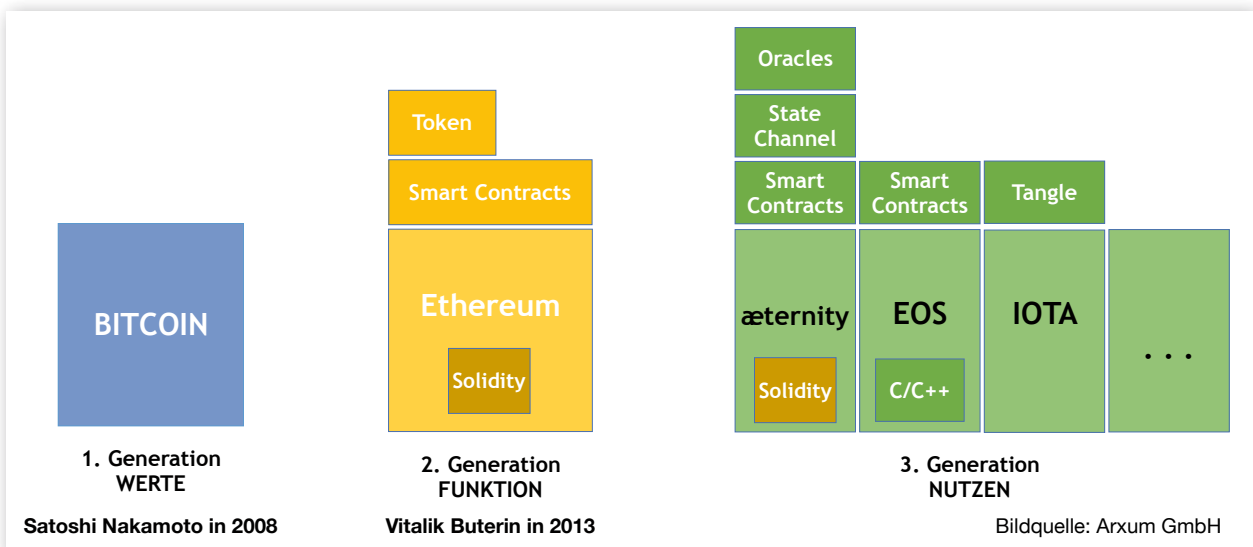 BITCOIN
1. Generation
WERTE
Satoshi Nakamoto in 2008
Token
Smart Contracts
Ethereum
Solidity
2. Generation
FUNKTION
Vitalik Buterin in 2013
Oracles
State
Channel
Smart
Contracts
Smart
Contracts
Tangle
æternity
EOS
IOTA
. . .
Solidity
C/C++
3. Generation
NUTZEN
Bildquelle: Arxum GmbH